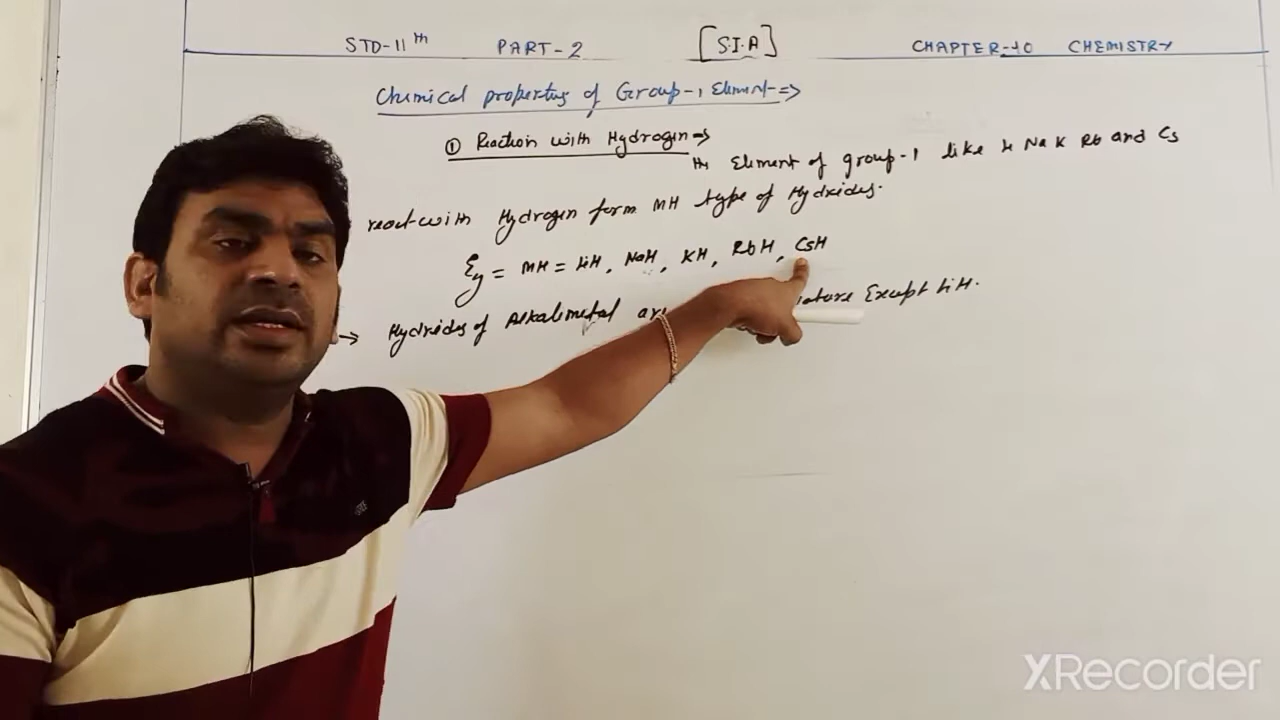 STD-11th PART-2 [S.I.A] CHAPTER-10 CHEMISTRY
Chemical properties of Group-1 Element ⇒
① Reaction with Hydrogen ⇒
the Element of group-1 like Li Na K Rb and Cs
react with Hydrogen form MH type of Hydrides.
Eg = MH = LiH, NaH, KH, RbH, CsH
→ Hydrides of Alkalimetal are Except LiH.
XRecorder